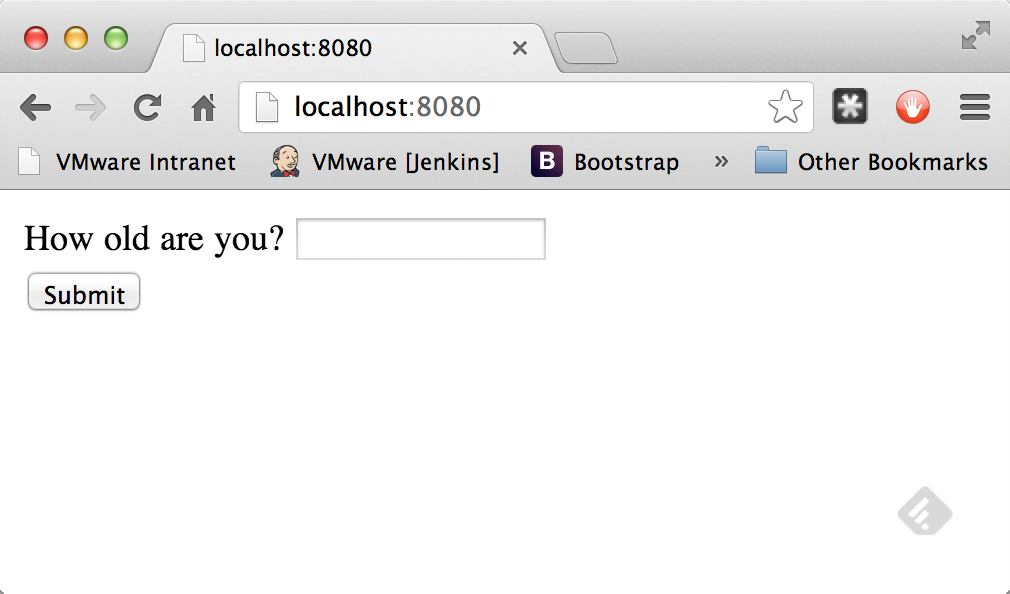 localhost:8080
localhost:8080
VMware Intranet VMware [Jenkins] B Bootstrap » Other Bookmarks
How old are you?
Submit